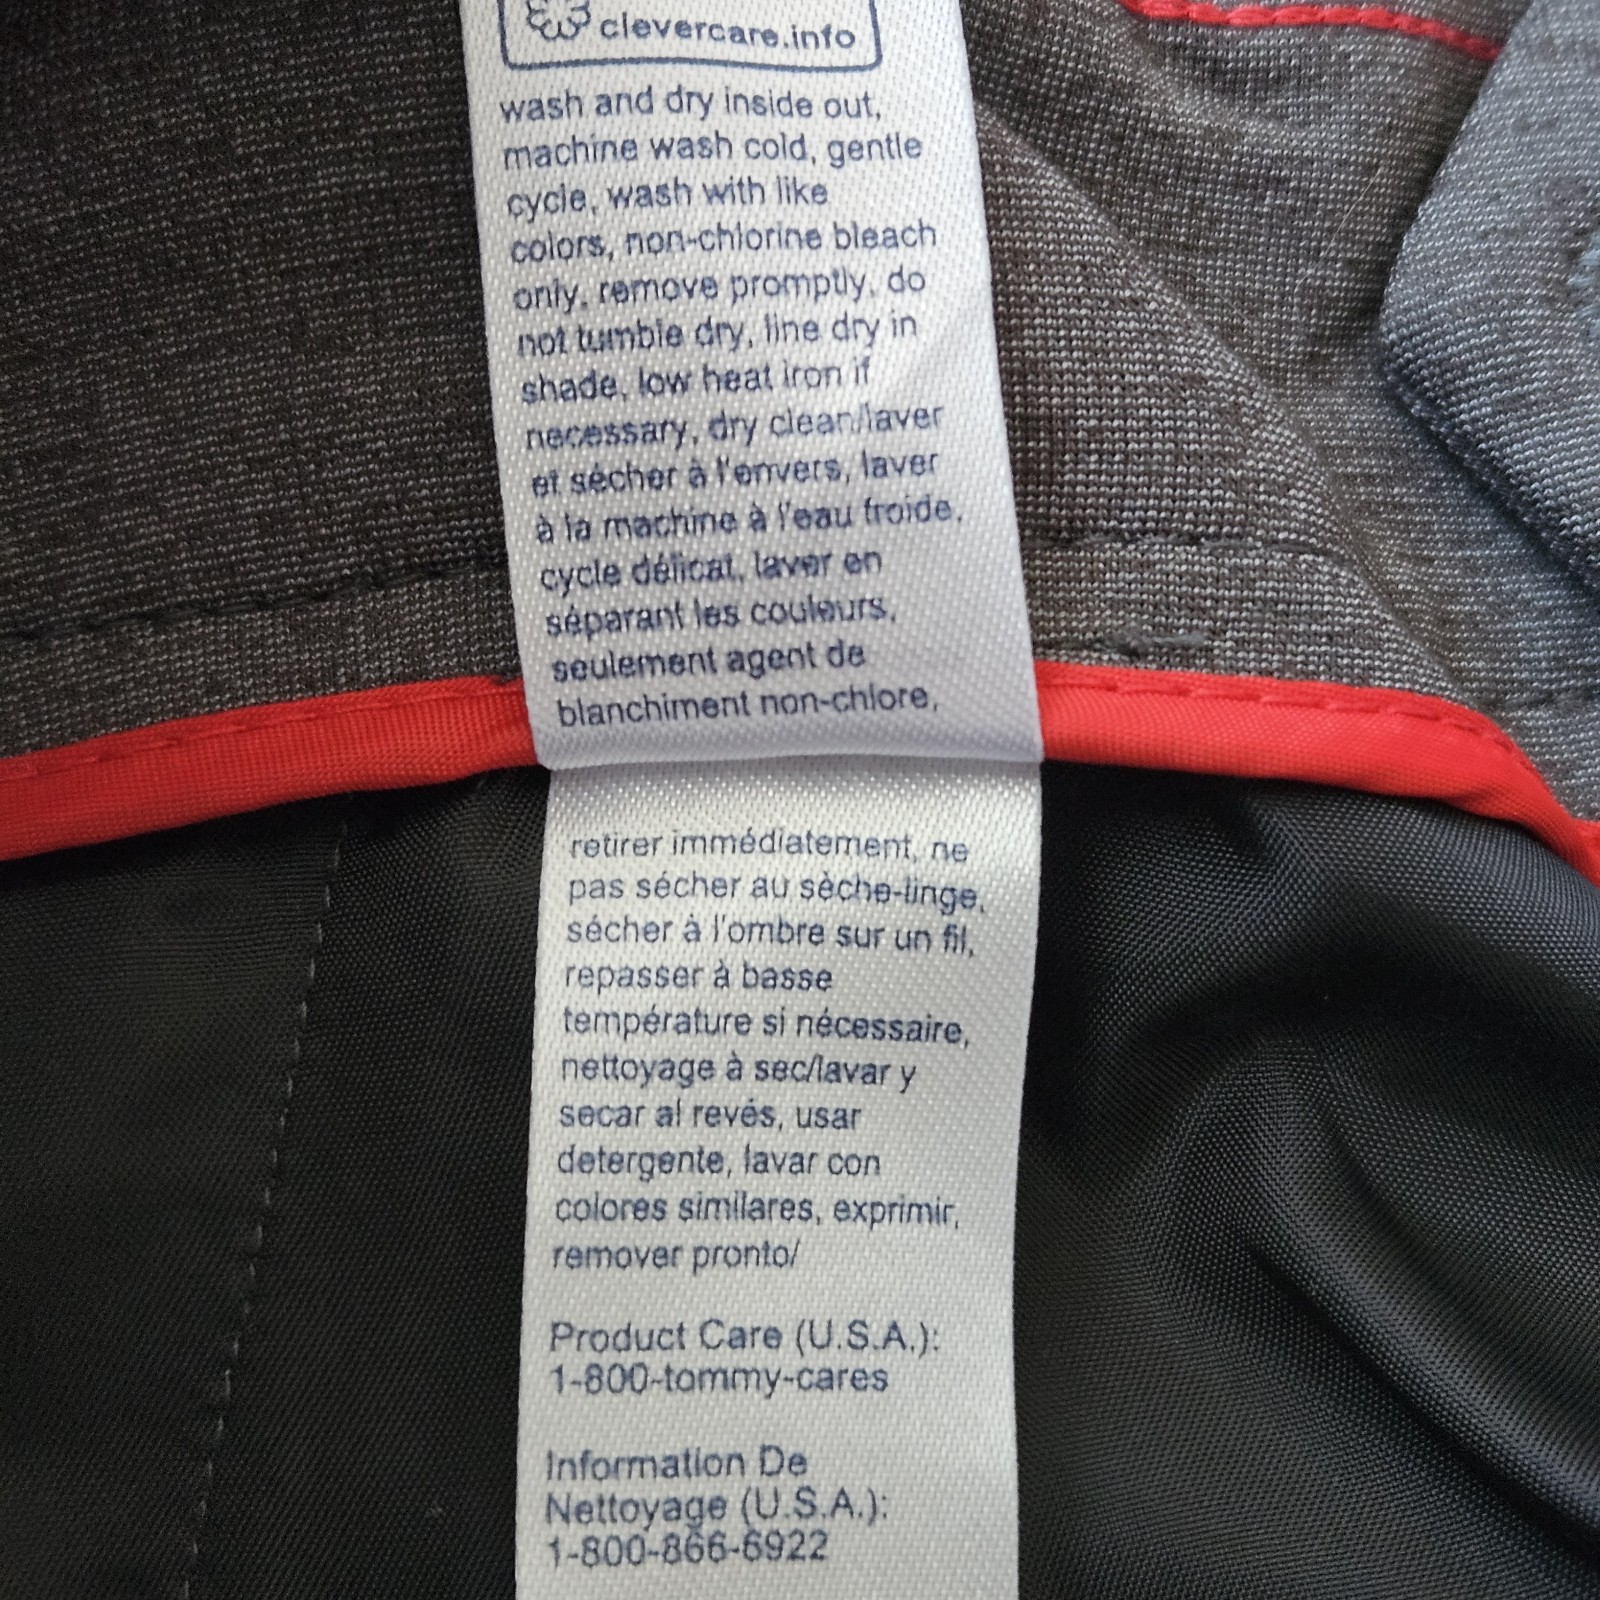 clevercare.info
wash and dry inside out,
machine wash cold, gentle
cycle, wash with like
colors, non-chlorine bleach
only, remove promptly, do
not tumble dry, line dry in
shade, low heat iron if
necessary, dry clean/laver
et sécher à l'envers, laver
à la machine à l'eau froide,
cycle délicat, laver en
séparant les couleurs,
seulement agent de
blanchiment non-chlore,
retirer immédiatement, ne
pas sécher au sèche-linge,
sécher à l'ombre sur un fil,
repasser à basse
température si nécessaire,
nettoyage à sec/lavar y
secar al revés, usar
detergente, lavar con
colores similares, exprimir,
remover pronto/
Product Care (U.S.A.):
1-800-tommy-cares
Information De
Nettoyage (U.S.A.):
1-800-866-6922